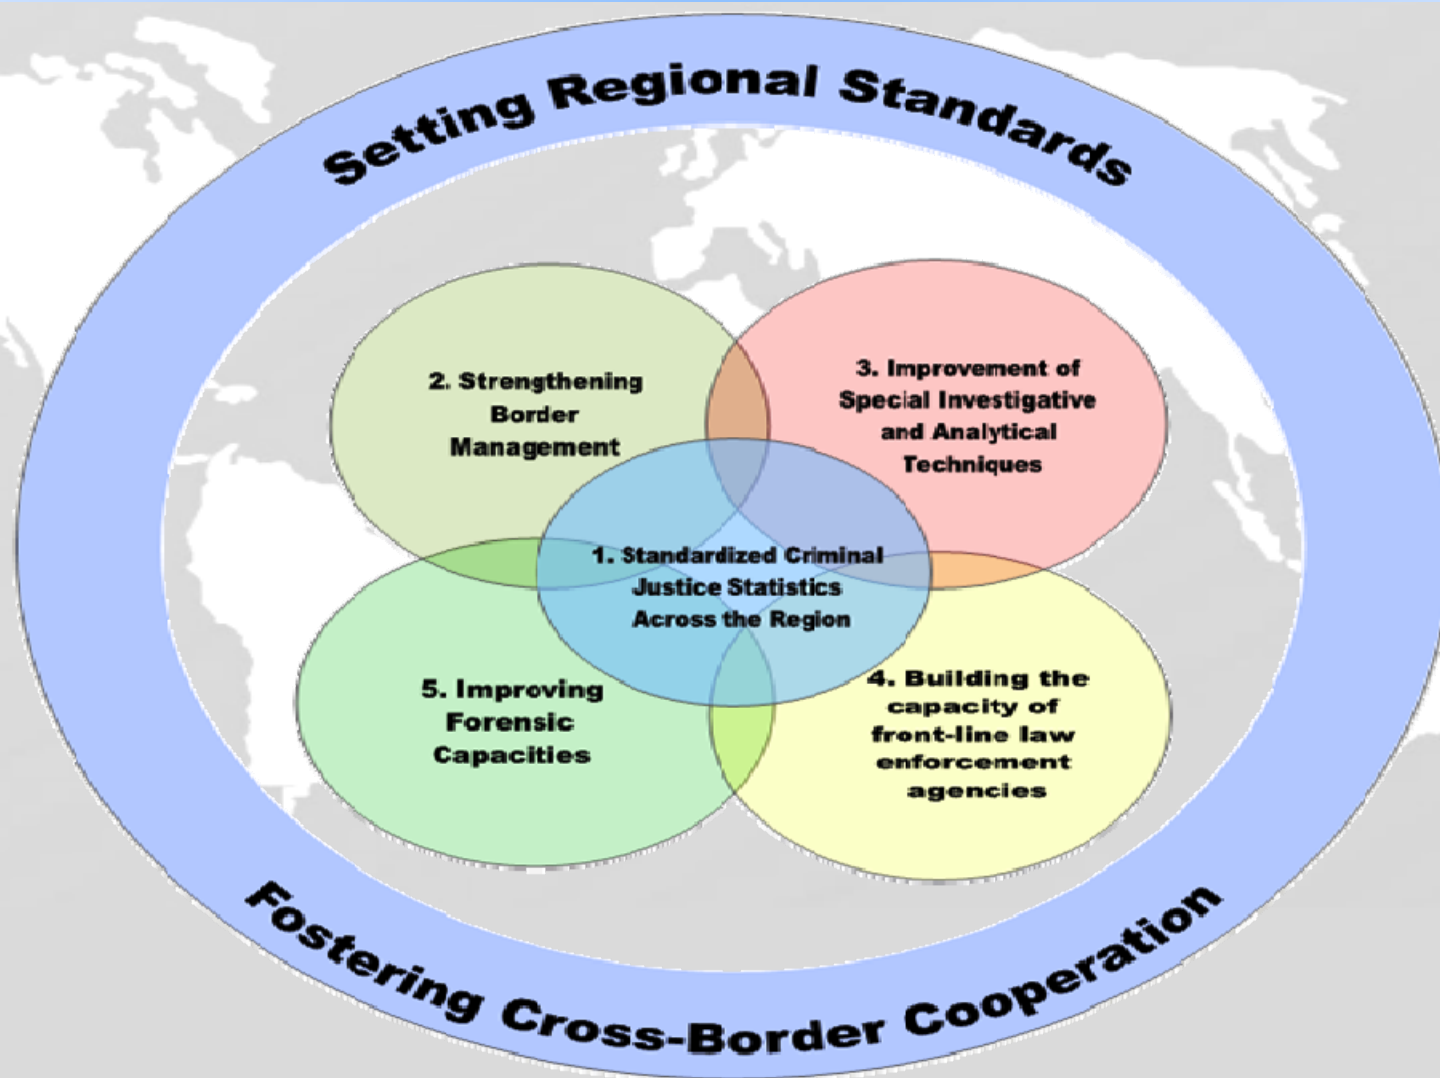 Setting Regional Standards
2. Strengthening
Border
Management
3. Improvement of
Special Investigative
and Analytical
Techniques
1. Standardized Criminal
Justice Statistics
Across the Region
5. Improving
Forensic
Capacities
4. Building the
capacity of
front-line law
enforcement
agencies
Fostering Cross-Border Cooperation